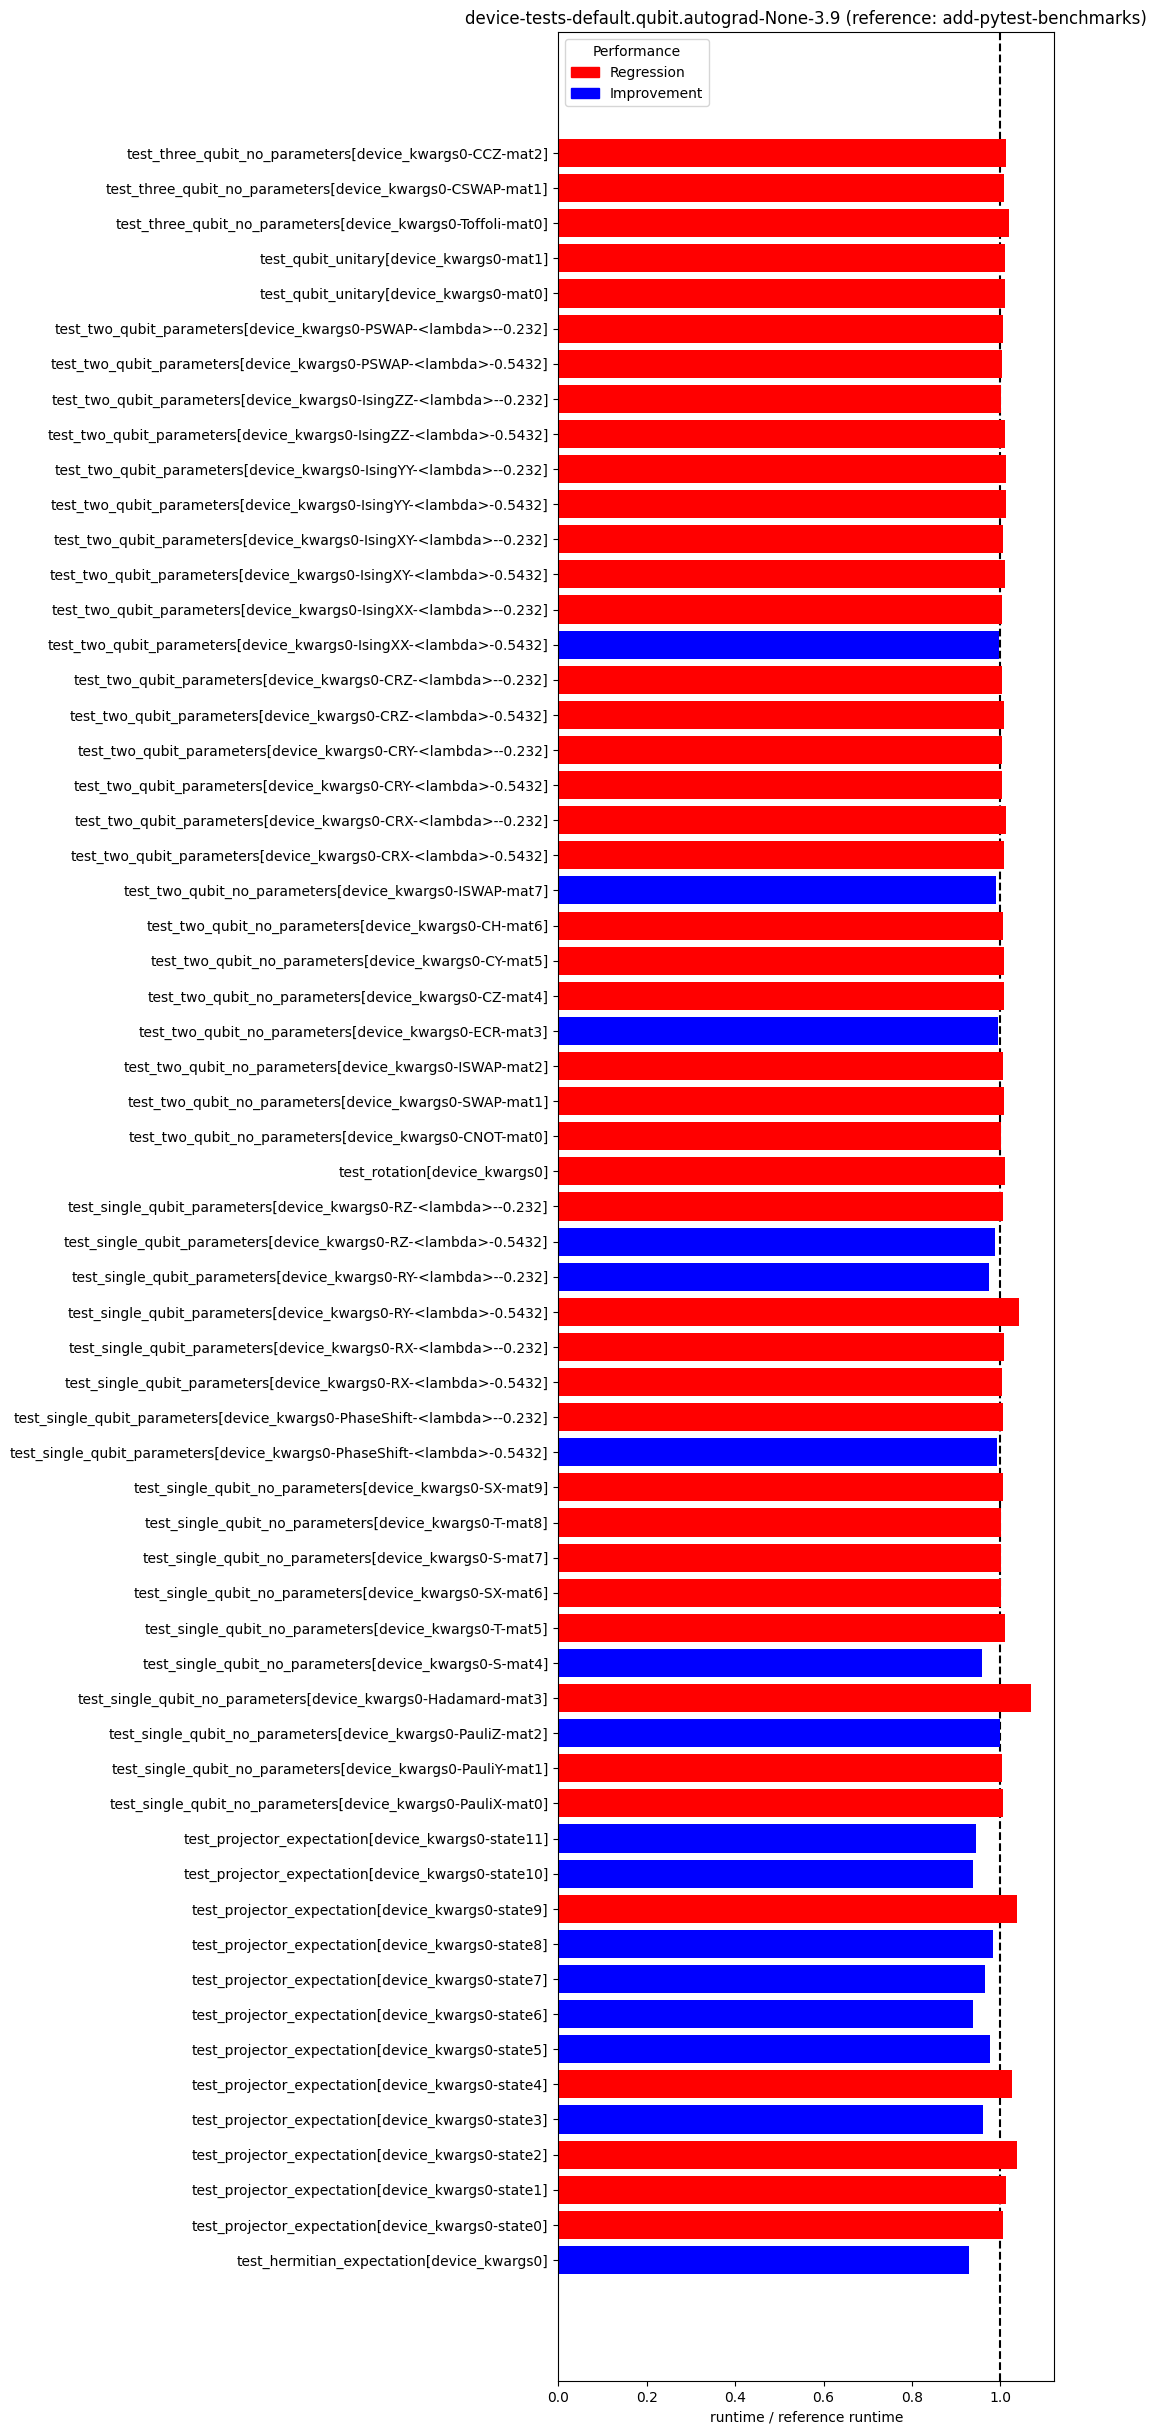 device-tests-default.qubit.autograd-None-3.9 (reference: add-pytest-benchmarks)
Performance
Regression
Improvement
test_three_qubit_no_parameters[device_kwargs0-CCZ-mat2]
test_three_qubit_no_parameters[device_kwargs0-CSWAP-mat1]
test_three_qubit_no_parameters[device_kwargs0-Toffoli-mat0]
test_qubit_unitary[device_kwargs0-mat1]
test_qubit_unitary[device_kwargs0-mat0]
test_two_qubit_parameters[device_kwargs0-PSWAP-<lambda>--0.232]
test_two_qubit_parameters[device_kwargs0-PSWAP-<lambda>-0.5432]
test_two_qubit_parameters[device_kwargs0-IsingZZ-<lambda>--0.232]
test_two_qubit_parameters[device_kwargs0-IsingZZ-<lambda>-0.5432]
test_two_qubit_parameters[device_kwargs0-IsingYY-<lambda>--0.232]
test_two_qubit_parameters[device_kwargs0-IsingYY-<lambda>-0.5432]
test_two_qubit_parameters[device_kwargs0-IsingXY-<lambda>--0.232]
test_two_qubit_parameters[device_kwargs0-IsingXY-<lambda>-0.5432]
test_two_qubit_parameters[device_kwargs0-IsingXX-<lambda>--0.232]
test_two_qubit_parameters[device_kwargs0-IsingXX-<lambda>-0.5432]
test_two_qubit_parameters[device_kwargs0-CRZ-<lambda>--0.232]
test_two_qubit_parameters[device_kwargs0-CRZ-<lambda>-0.5432]
test_two_qubit_parameters[device_kwargs0-CRY-<lambda>--0.232]
test_two_qubit_parameters[device_kwargs0-CRY-<lambda>-0.5432]
test_two_qubit_parameters[device_kwargs0-CRX-<lambda>--0.232]
test_two_qubit_parameters[device_kwargs0-CRX-<lambda>-0.5432]
test_two_qubit_no_parameters[device_kwargs0-ISWAP-mat7]
test_two_qubit_no_parameters[device_kwargs0-CH-mat6]
test_two_qubit_no_parameters[device_kwargs0-CY-mat5]
test_two_qubit_no_parameters[device_kwargs0-CZ-mat4]
test_two_qubit_no_parameters[device_kwargs0-ECR-mat3]
test_two_qubit_no_parameters[device_kwargs0-ISWAP-mat2]
test_two_qubit_no_parameters[device_kwargs0-SWAP-mat1]
test_two_qubit_no_parameters[device_kwargs0-CNOT-mat0]
test_rotation[device_kwargs0]
test_single_qubit_parameters[device_kwargs0-RZ-<lambda>--0.232]
test_single_qubit_parameters[device_kwargs0-RZ-<lambda>-0.5432]
test_single_qubit_parameters[device_kwargs0-RY-<lambda>--0.232]
test_single_qubit_parameters[device_kwargs0-RY-<lambda>-0.5432]
test_single_qubit_parameters[device_kwargs0-RX-<lambda>--0.232]
test_single_qubit_parameters[device_kwargs0-RX-<lambda>-0.5432]
test_single_qubit_parameters[device_kwargs0-PhaseShift-<lambda>--0.232]
test_single_qubit_parameters[device_kwargs0-PhaseShift-<lambda>-0.5432]
test_single_qubit_no_parameters[device_kwargs0-SX-mat9]
test_single_qubit_no_parameters[device_kwargs0-T-mat8]
test_single_qubit_no_parameters[device_kwargs0-S-mat7]
test_single_qubit_no_parameters[device_kwargs0-SX-mat6]
test_single_qubit_no_parameters[device_kwargs0-T-mat5]
test_single_qubit_no_parameters[device_kwargs0-S-mat4]
test_single_qubit_no_parameters[device_kwargs0-Hadamard-mat3]
test_single_qubit_no_parameters[device_kwargs0-PauliZ-mat2]
test_single_qubit_no_parameters[device_kwargs0-PauliY-mat1]
test_single_qubit_no_parameters[device_kwargs0-PauliX-mat0]
test_projector_expectation[device_kwargs0-state11]
test_projector_expectation[device_kwargs0-state10]
test_projector_expectation[device_kwargs0-state9]
test_projector_expectation[device_kwargs0-state8]
test_projector_expectation[device_kwargs0-state7]
test_projector_expectation[device_kwargs0-state6]
test_projector_expectation[device_kwargs0-state5]
test_projector_expectation[device_kwargs0-state4]
test_projector_expectation[device_kwargs0-state3]
test_projector_expectation[device_kwargs0-state2]
test_projector_expectation[device_kwargs0-state1]
test_projector_expectation[device_kwargs0-state0]
test_hermitian_expectation[device_kwargs0]
0.0 0.2 0.4 0.6 0.8 1.0
runtime / reference runtime